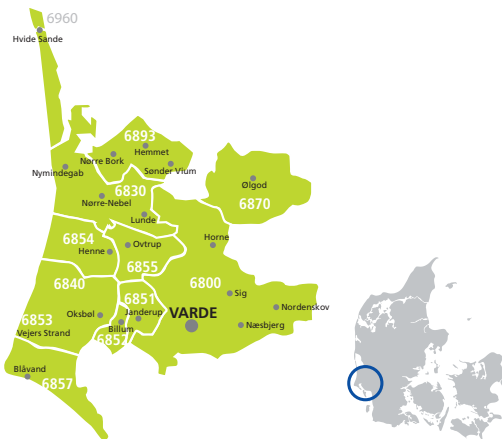 6960
Hvide Sande
6893
Hemmet
Nørre Bork
Sønder Vium
Nymindegab
6830
Nørre-Nebel
Lunde
Ølgod
6870
6854
Henne
Ovtrup
6855
Horne
6840
6800
6851
Sig
Nordenskov
Oksbøl
Janderup
VARDE
6853
Vejers Strand
Billum
Næsbjerg
6852
Blåvand
6857